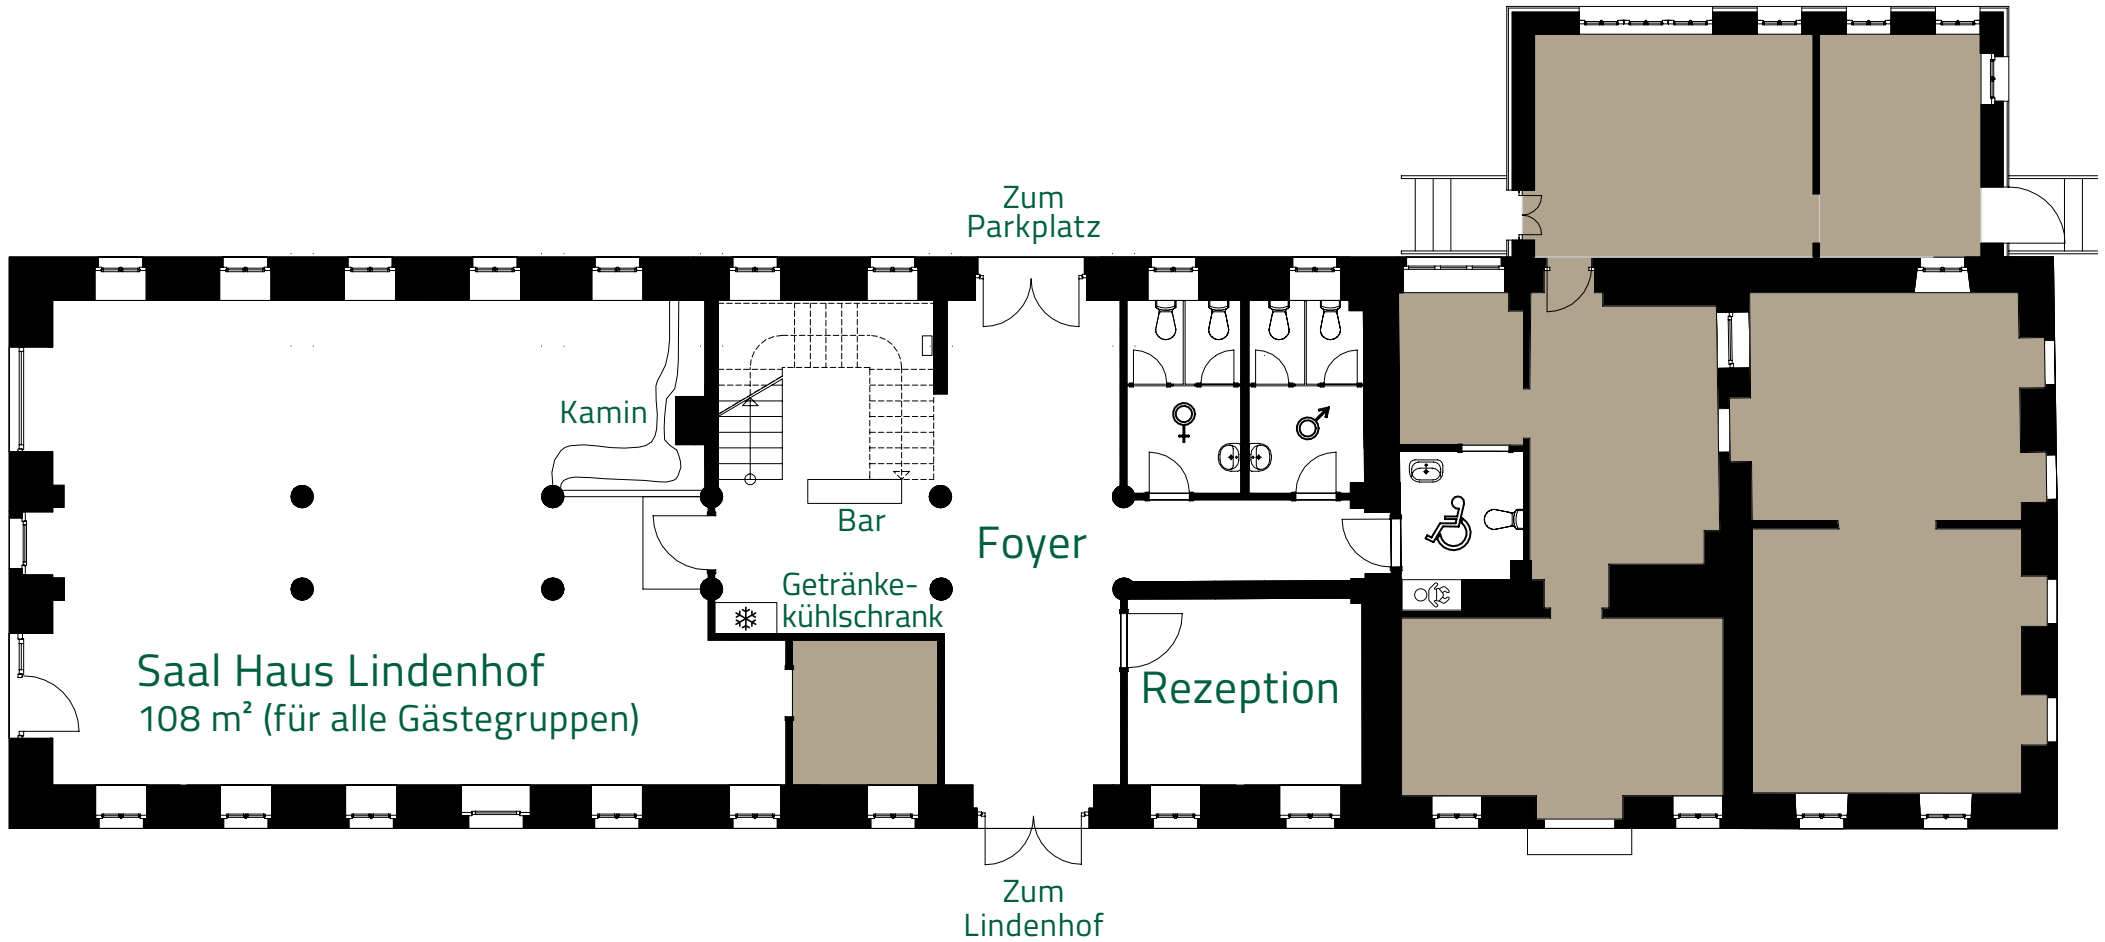 Zum
Parkplatz
Kamin
Bar
Foyer
Getränke-
kühlschrank
Saal Haus Lindenhof
108 m² (für alle Gästegruppen)
Rezeption
Zum
Lindenhof